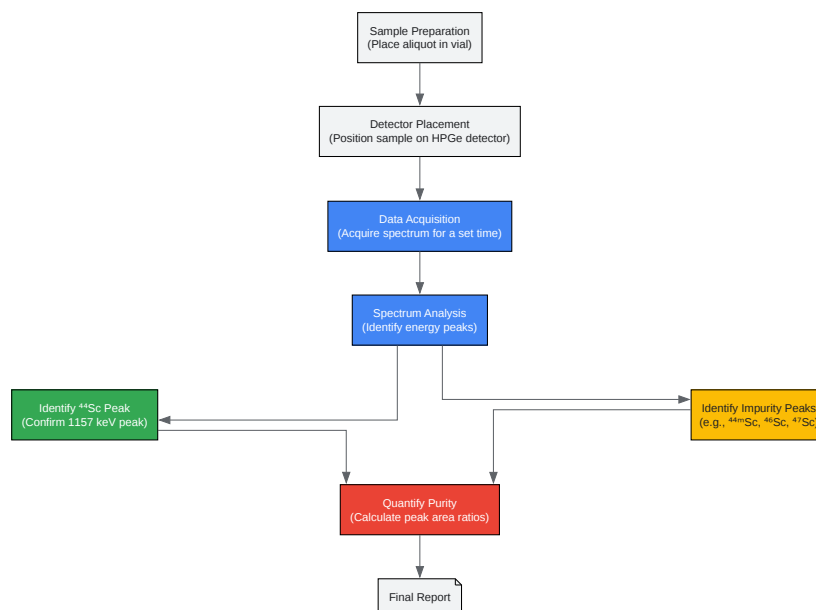 Sample Preparation
(Place aliquot in vial)
Detector Placement
(Position sample on HPGe detector)
Data Acquisition
(Acquire spectrum for a set time)
Spectrum Analysis
(Identify energy peaks)
Identify ⁴⁴Sc Peak
(Confirm 1157 keV peak)
Identify Impurity Peaks
(e.g., ⁴⁴ᵐSc, ⁴⁶Sc, ⁴⁷Sc)
Quantify Purity
(Calculate peak area ratios)
Final Report